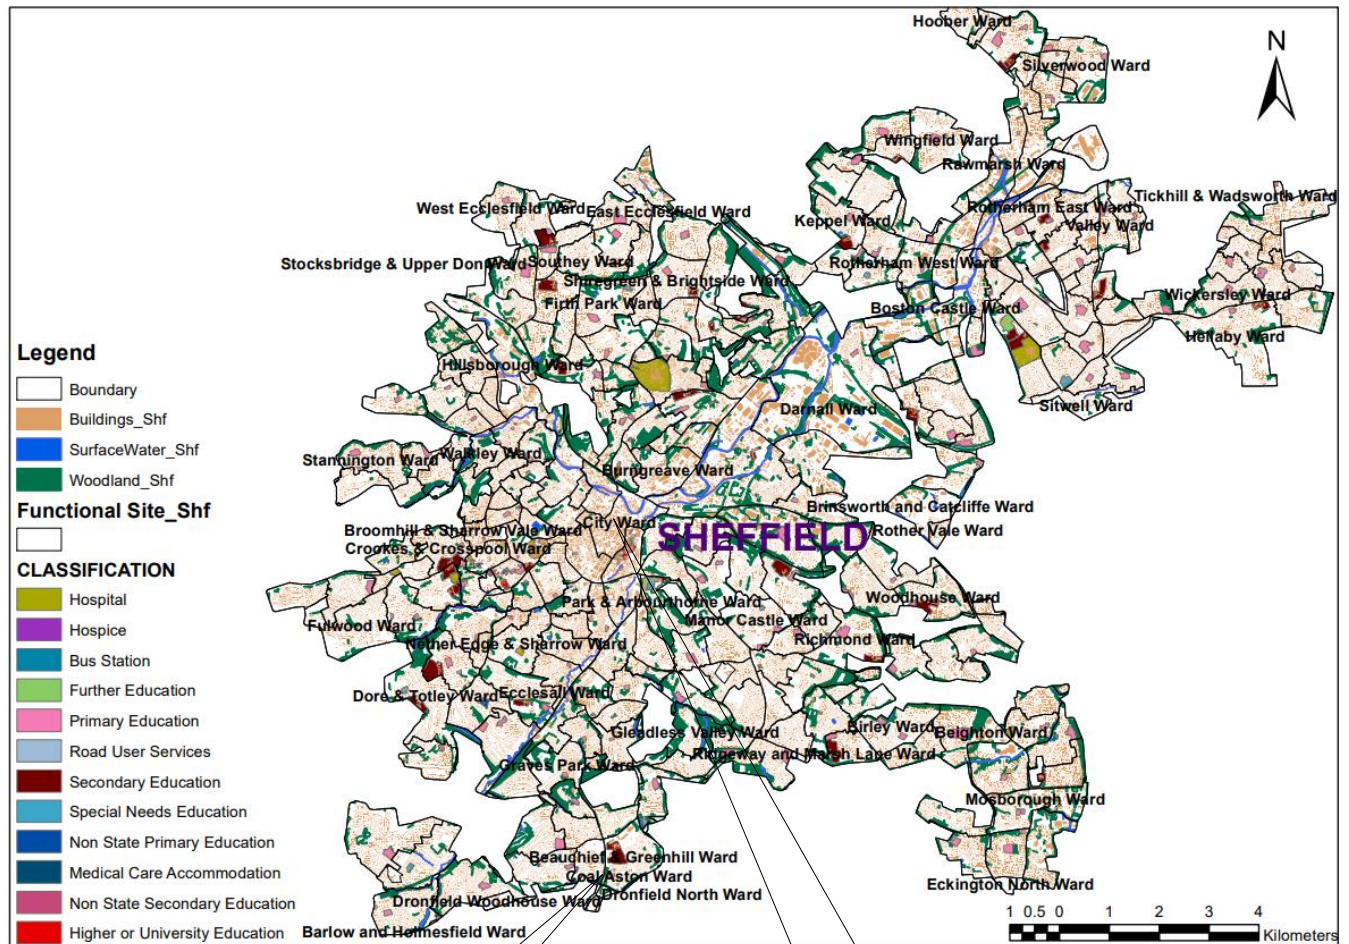 Hoober Ward
N
Silverwood Ward
Wingfield Ward
Rawmarsh Ward
Tickhill & Wadsworth Ward
West Ecclesfield Ward
East Ecclesfield Ward
Rotherham East Ward
Keppel Ward
Valley Ward
Stocksbridge & Upper Don Ward
Southey Ward
Rotherham West Ward
Shiregreen & Brightside Ward
Wickersley Ward
Firth Park Ward
Boston Castle Ward
Hellaby Ward
Hillsborough Ward
Sitwell Ward
Darnall Ward
Stannington Ward
Walkley Ward
Burngreave Ward
Brinsworth and Catcliffe Ward
City Ward
Broomhill & Sharrow Vale Ward
Rother Vale Ward
SHEFFIELD
Crookes & Crosspool Ward
Woodhouse Ward
Park & Arbourthorne Ward
Manor Castle Ward
Fulwood Ward
Richmond Ward
Nether Edge & Sharrow Ward
Dore & Totley Ward
Ecclesall Ward
Birley Ward
Beighton Ward
Gleadless Valley Ward
Ridgeway and Marsh Lane Ward
Graves Park Ward
Mosborough Ward
Beauchief & Greenhill Ward
Coal Aston Ward
Eckington North Ward
Dronfield North Ward
Dronfield Woodhouse Ward
Barlow and Holmesfield Ward
Legend
Boundary
Buildings_Shf
SurfaceWater_Shf
Woodland_Shf
Functional Site_Shf
CLASSIFICATION
Hospital
Hospice
Bus Station
Further Education
Primary Education
Road User Services
Secondary Education
Special Needs Education
Non State Primary Education
Medical Care Accommodation
Non State Secondary Education
Higher or University Education
1 0.5 0 1 2 3 4
Kilometers